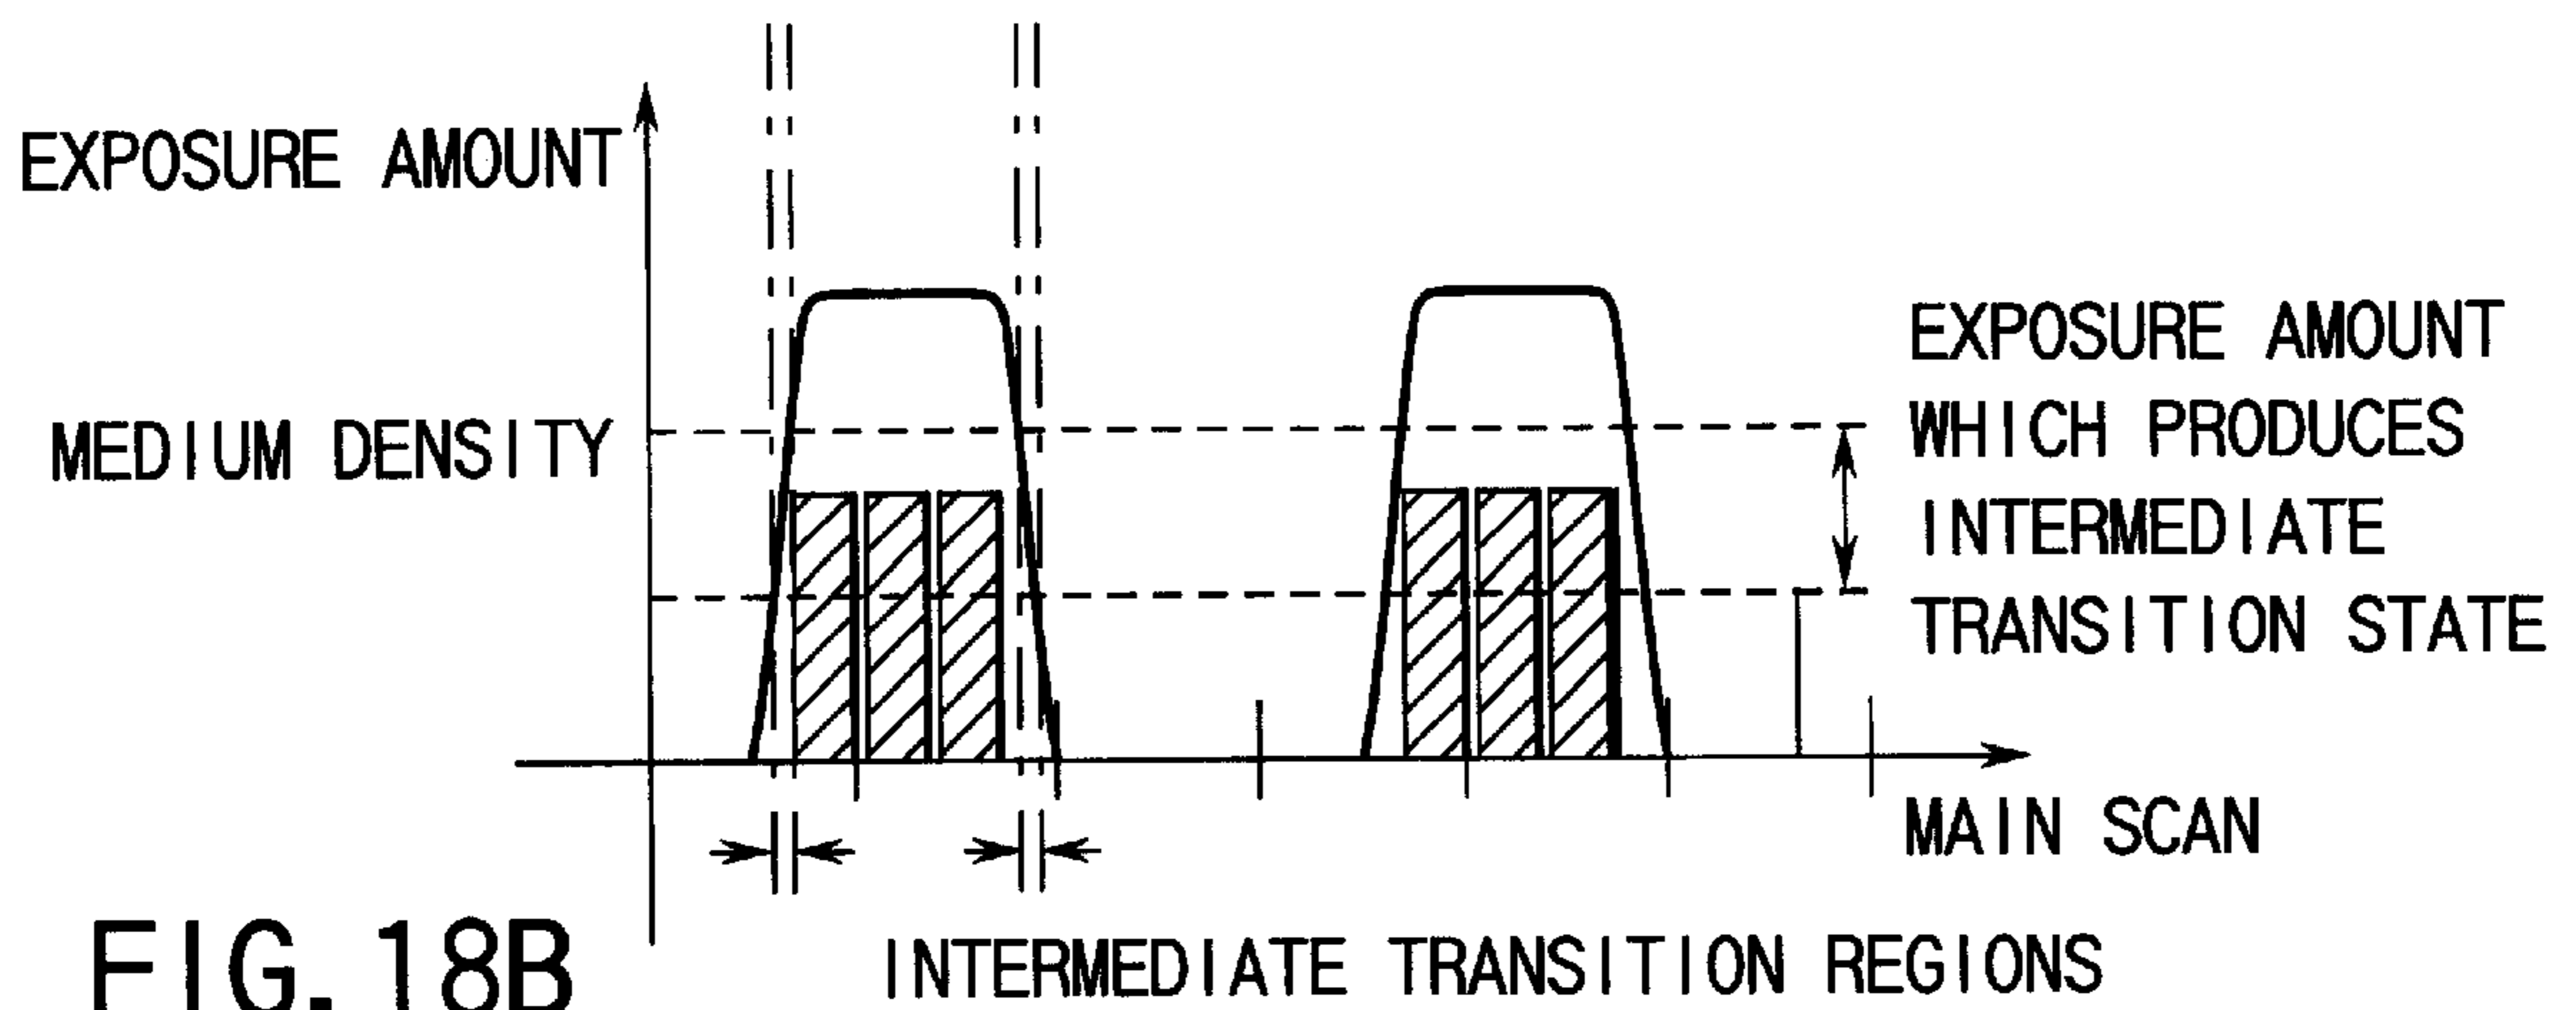 EXPOSURE AMOUNT
MEDIUM DENSITY
EXPOSURE AMOUNT
WHICH PRODUCES
INTERMEDIATE
TRANSITION STATE
MAIN SCAN
INTERMEDIATE TRANSITION REGIONS
FIG. 18B